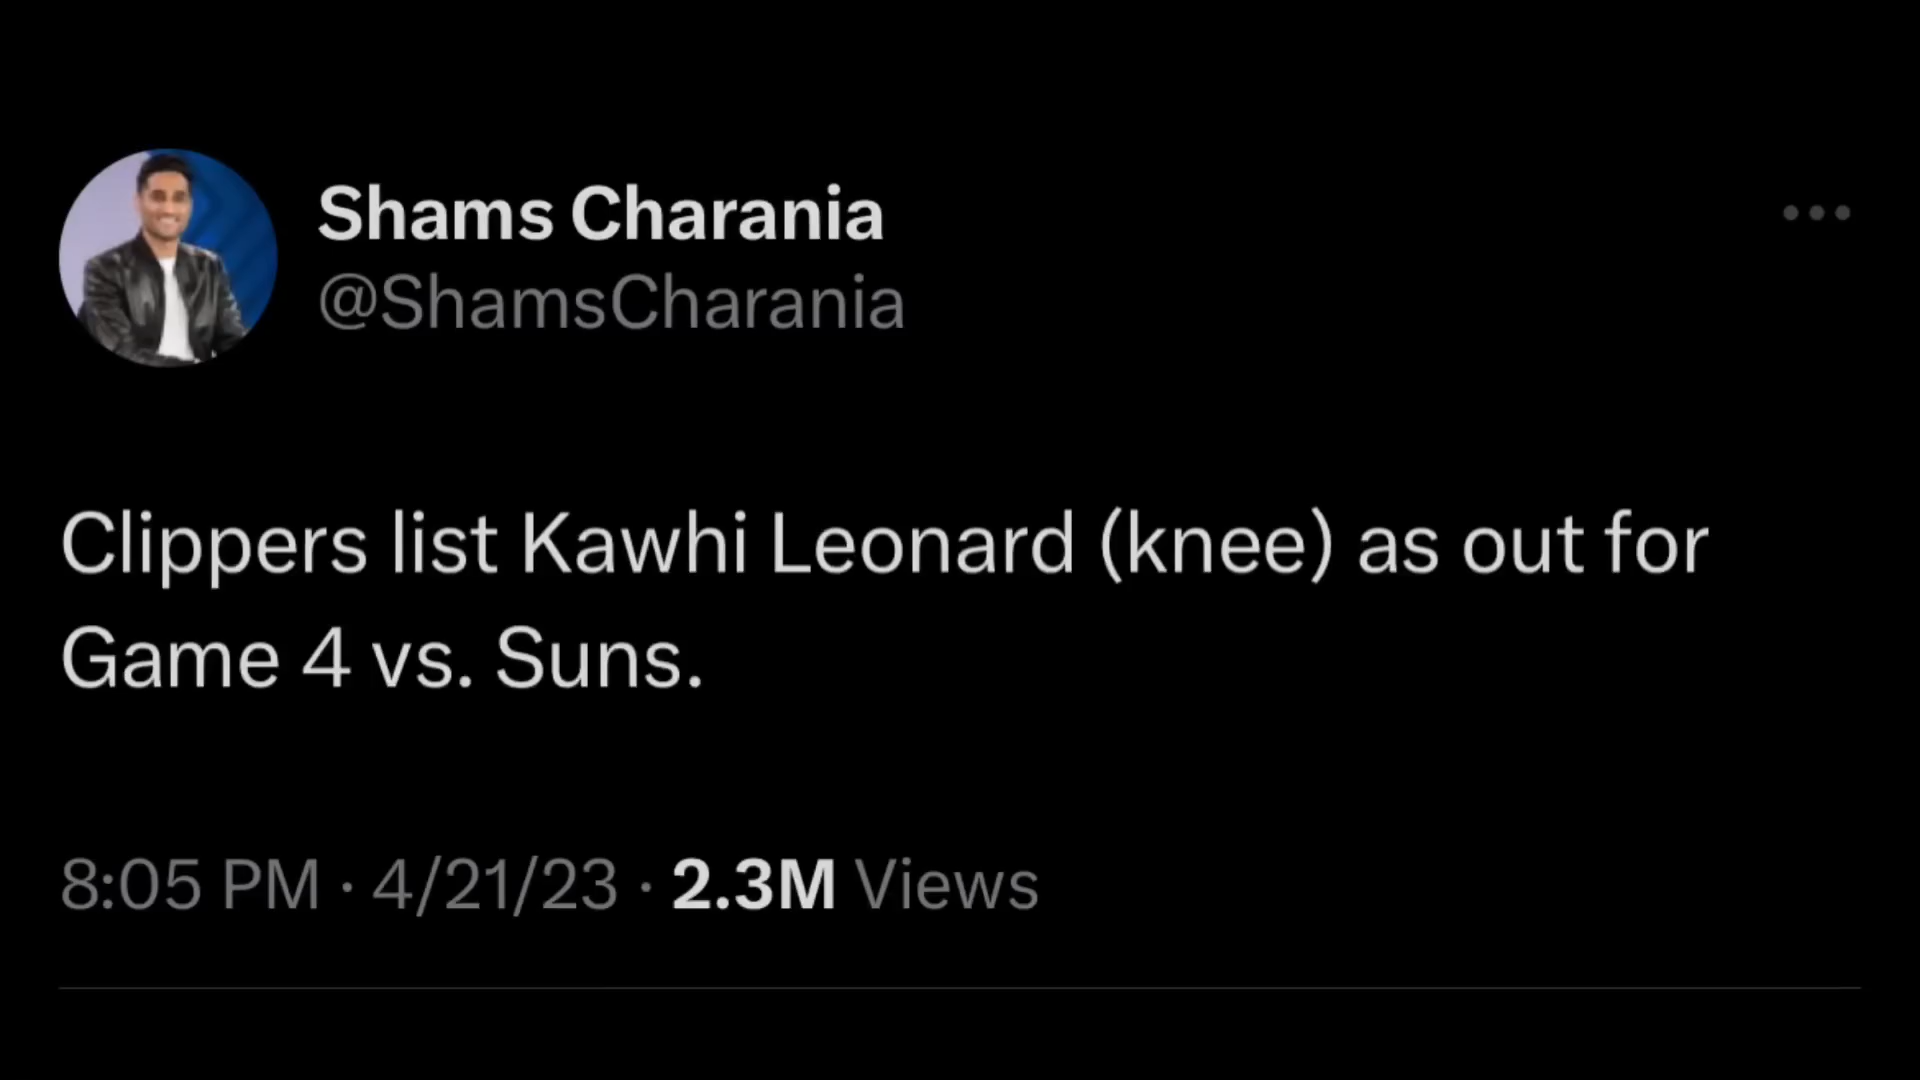 Shams Charania
@ShamsCharania
Clippers list Kawhi Leonard (knee) as out for
Game 4 vs. Suns.
8:05 PM · 4/21/23 · 2.3M Views